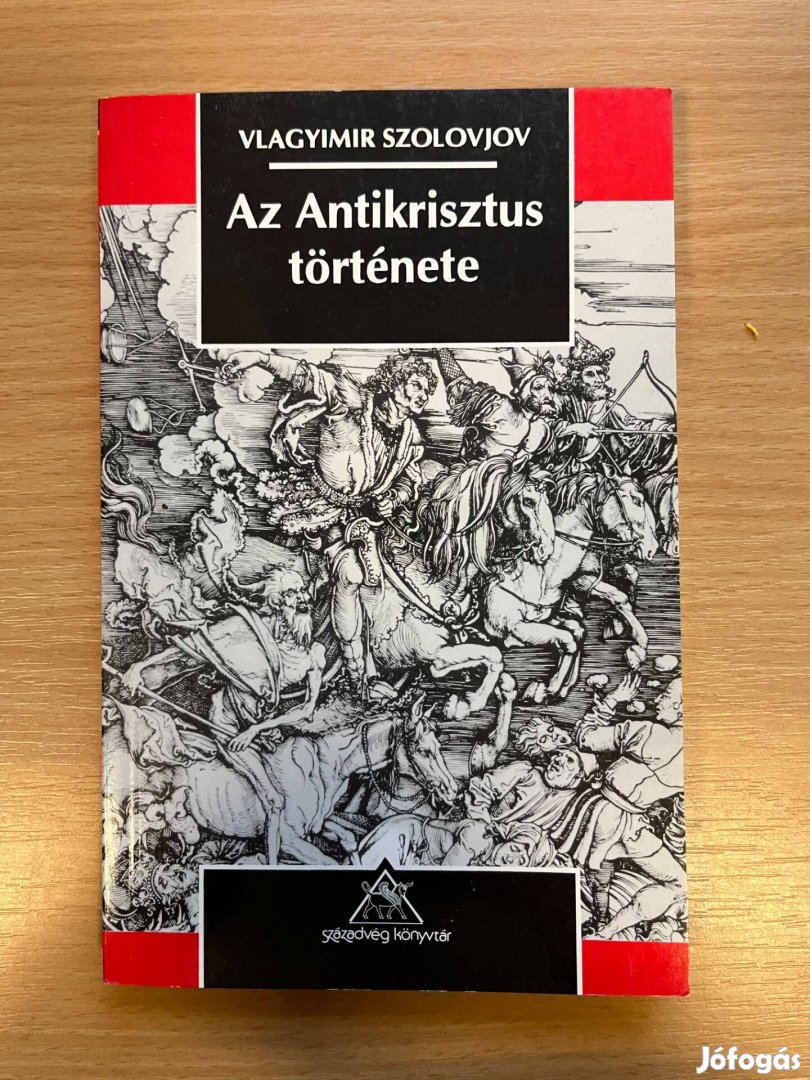 VLAGYIMIR SZOLOVJOV
Az Antikrisztus
története
századvég könyvtár
Jófogás